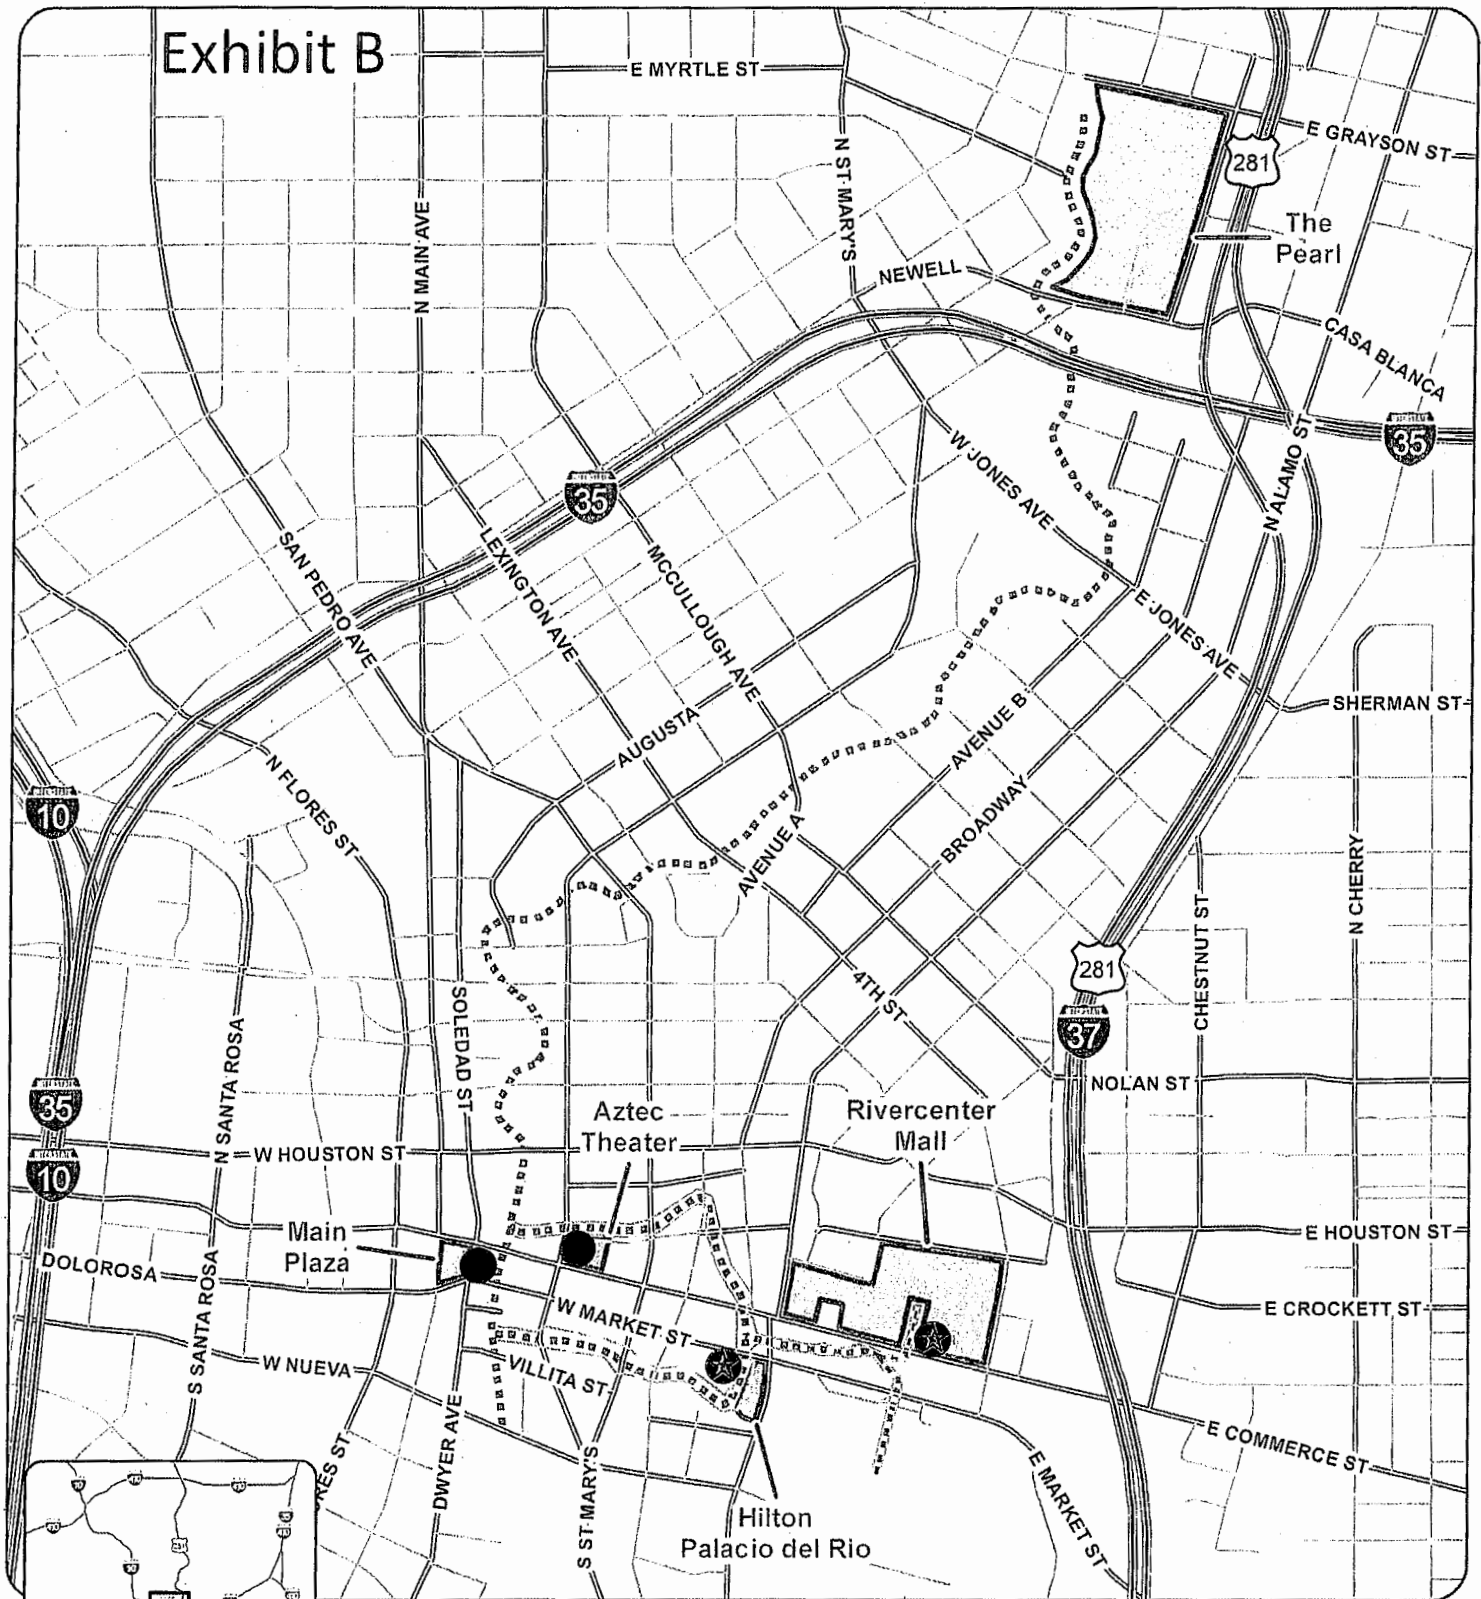 Exhibit B
E MYRTLE ST
E GRAYSON ST
281
N ST-MARY'S
The
Pearl
N MAIN AVE
NEWELL
CASA BLANCA
35
W JONES AVE
N ALAMO ST
35
SAN PEDRO AVE
LEXINGTON AVE
MCCULLOUGH AVE
E JONES AVE
SHERMAN ST
AUGUSTA
AVENUE B
N FLORES ST
10
BROADWAY
AVENUE A
N CHERRY
CHESTNUT ST
281
4TH ST
SOLEDAD ST
37
N SANTA ROSA
NOLAN ST
35
Aztec
Theater
Rivercenter
Mall
W HOUSTON ST
10
Main
Plaza
E HOUSTON ST
DOLOROSA
W MARKET ST
E CROCKETT ST
S SANTA ROSA
W NUEVA
VILLITA ST
DWYER AVE
E COMMERCE ST
RES ST
S ST-MARY'S
E MARKET ST
Hilton
Palacio del Rio